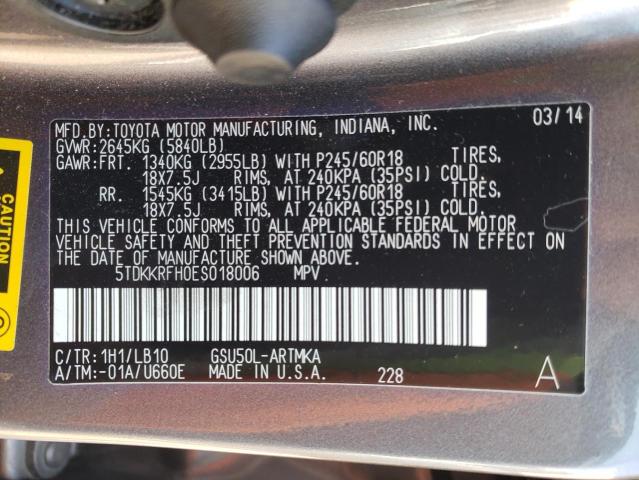 MFD.BY:TOYOTA MOTOR MANUFACTURING, INDIANA, INC. 03/14
GVWR:2645KG (5840LB)
GAWR:FRT. 1340KG (2955LB) WITH P245/60R18 TIRES,
18X7.5J RIMS, AT 240KPA (35PSI) COLD.
RR. 1545KG (3415LB) WITH P245/60R18 TIRES,
18X7.5J RIMS, AT 240KPA (35PSI) COLD.
THIS VEHICLE CONFORMS TO ALL APPLICABLE FEDERAL MOTOR
VEHICLE SAFETY AND THEFT PREVENTION STANDARDS IN EFFECT ON
THE DATE OF MANUFACTURE SHOWN ABOVE.
5TDKKRFH0ES018006 MPV
C/TR:1H1/LB10 GSU50L-ARTMKA
A/TM:-01A/U660E MADE IN U.S.A. 228 A
CAUTION